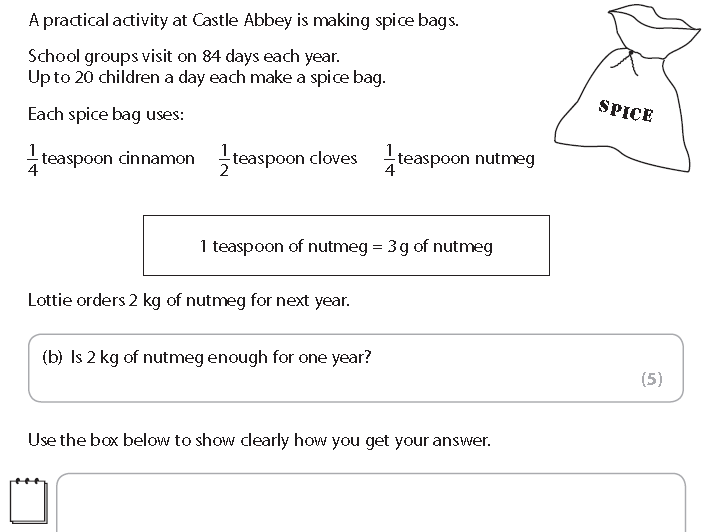 A practical activity at Castle Abbey is making spice bags.
School groups visit on 84 days each year.
Up to 20 children a day each make a spice bag.
SPICE
Each spice bag uses:
1/4 teaspoon cinnamon 1/2 teaspoon cloves 1/4 teaspoon nutmeg
1 teaspoon of nutmeg = 3 g of nutmeg
Lottie orders 2 kg of nutmeg for next year.
(b) Is 2 kg of nutmeg enough for one year?
(5)
Use the box below to show clearly how you get your answer.